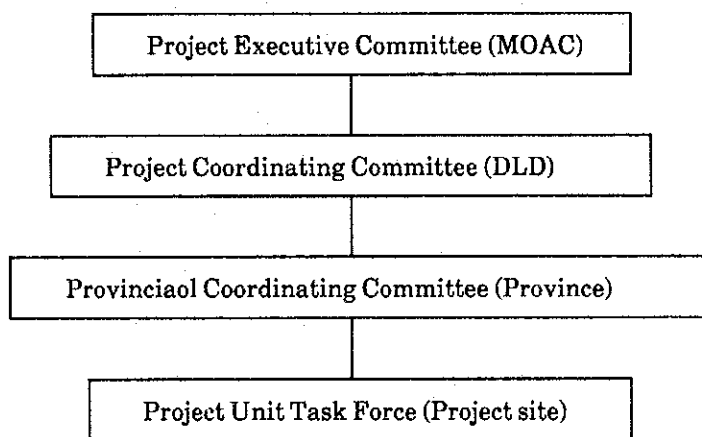 Project Executive Committee (MOAC)
Project Coordinating Committee (DLD)
Provinciaol Coordinating Committee (Province)
Project Unit Task Force (Project site)